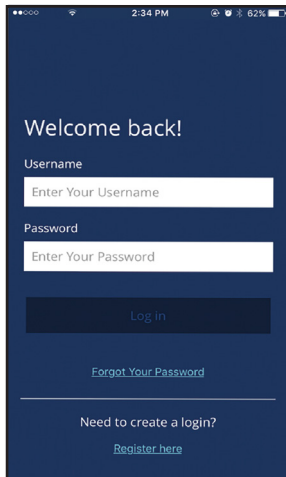 2:34 PM 62%
Welcome back!
Username
Enter Your Username
Password
Enter Your Password
Log in
Forgot Your Password
Need to create a login?
Register here